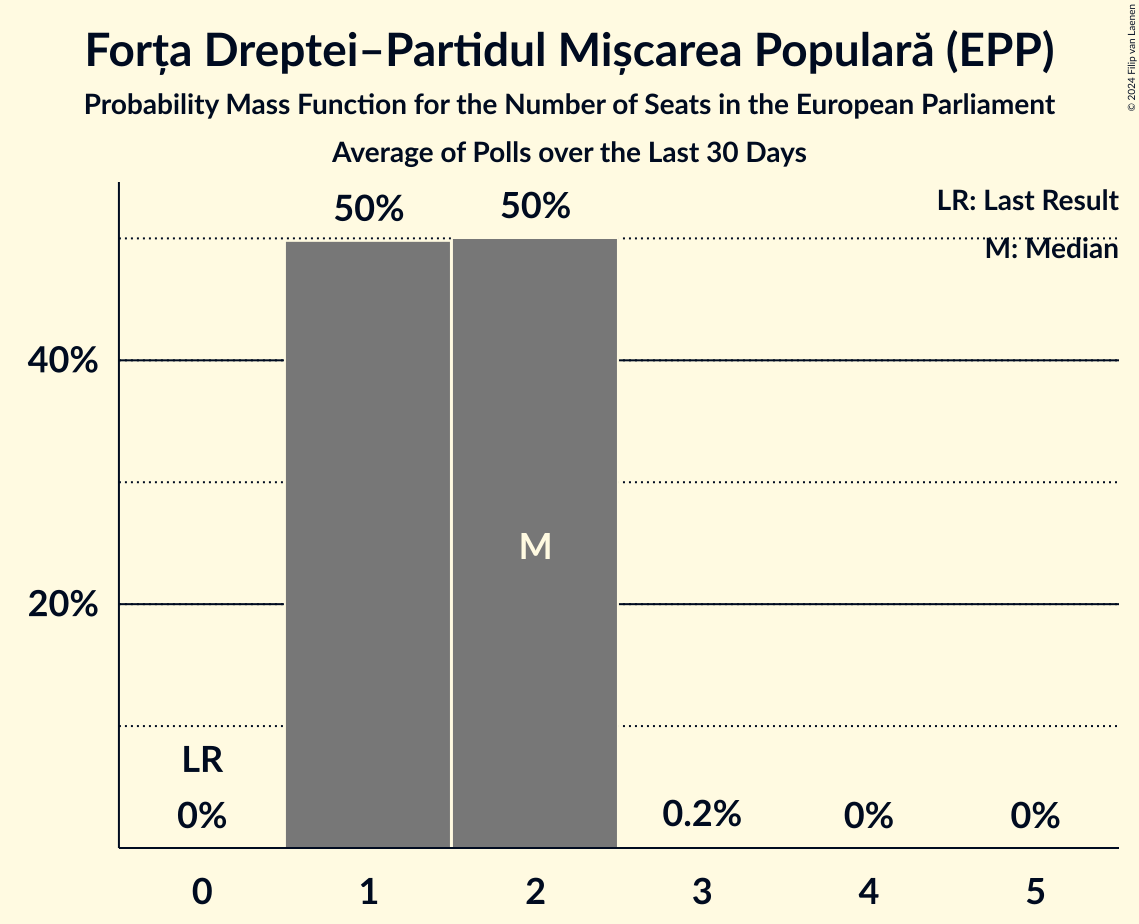 Forța Dreptei–Partidul Mișcarea Populară (EPP)
Probability Mass Function for the Number of Seats in the European Parliament
Average of Polls over the Last 30 Days
© 2024 Filip van Laenen
LR: Last Result
M: Median
50%
50%
40%
M
20%
LR
0%
0.2%
0%
0%
0
1
2
3
4
5